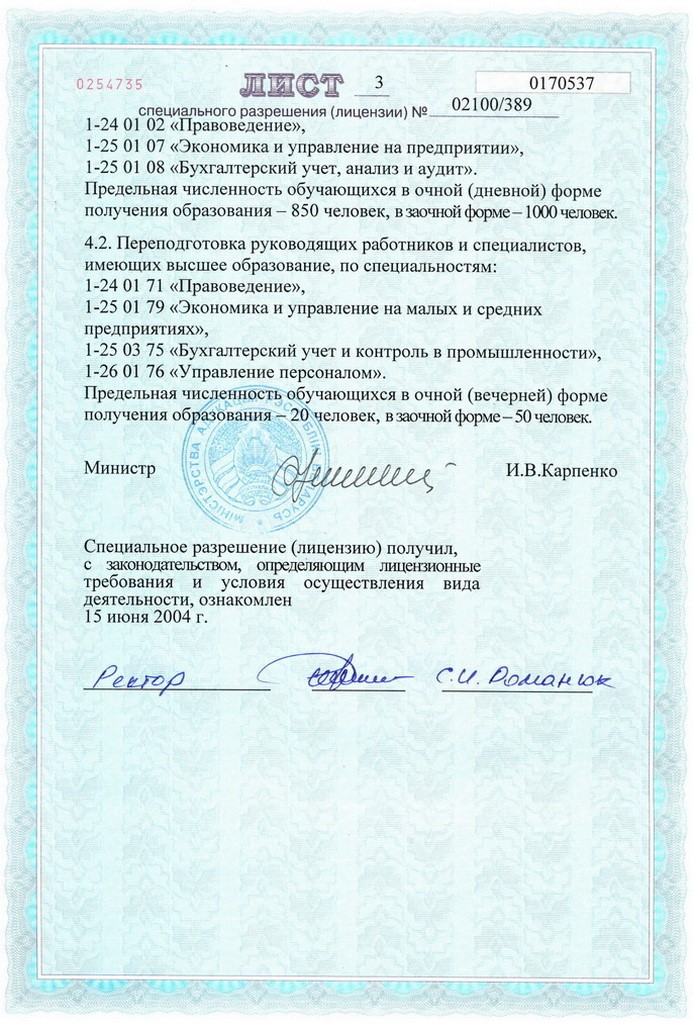 0254735
ЛИСТ 3
0170537
специального разрешения (лицензии) № 02100/389
1-24 01 02 «Правоведение»,
1-25 01 07 «Экономика и управление на предприятии»,
1-25 01 08 «Бухгалтерский учет, анализ и аудит».
Предельная численность обучающихся в очной (дневной) форме
получения образования – 850 человек, в заочной форме – 1000 человек.
4.2. Переподготовка руководящих работников и специалистов,
имеющих высшее образование, по специальностям:
1-24 01 71 «Правоведение»,
1-25 01 79 «Экономика и управление на малых и средних
предприятиях»,
1-25 03 75 «Бухгалтерский учет и контроль в промышленности»,
1-26 01 76 «Управление персоналом».
Предельная численность обучающихся в очной (вечерней) форме
получения образования – 20 человек, в заочной форме – 50 человек.
МІНІСТЭРСТВА АДУКАЦЫІ РЭСПУБЛІКІ БЕЛАРУСЬ
Министр И.В.Карпенко
Специальное разрешение (лицензию) получил,
с законодательством, определяющим лицензионные
требования и условия осуществления вида
деятельности, ознакомлен
15 июня 2004 г.
Ректор С.И. Романюк